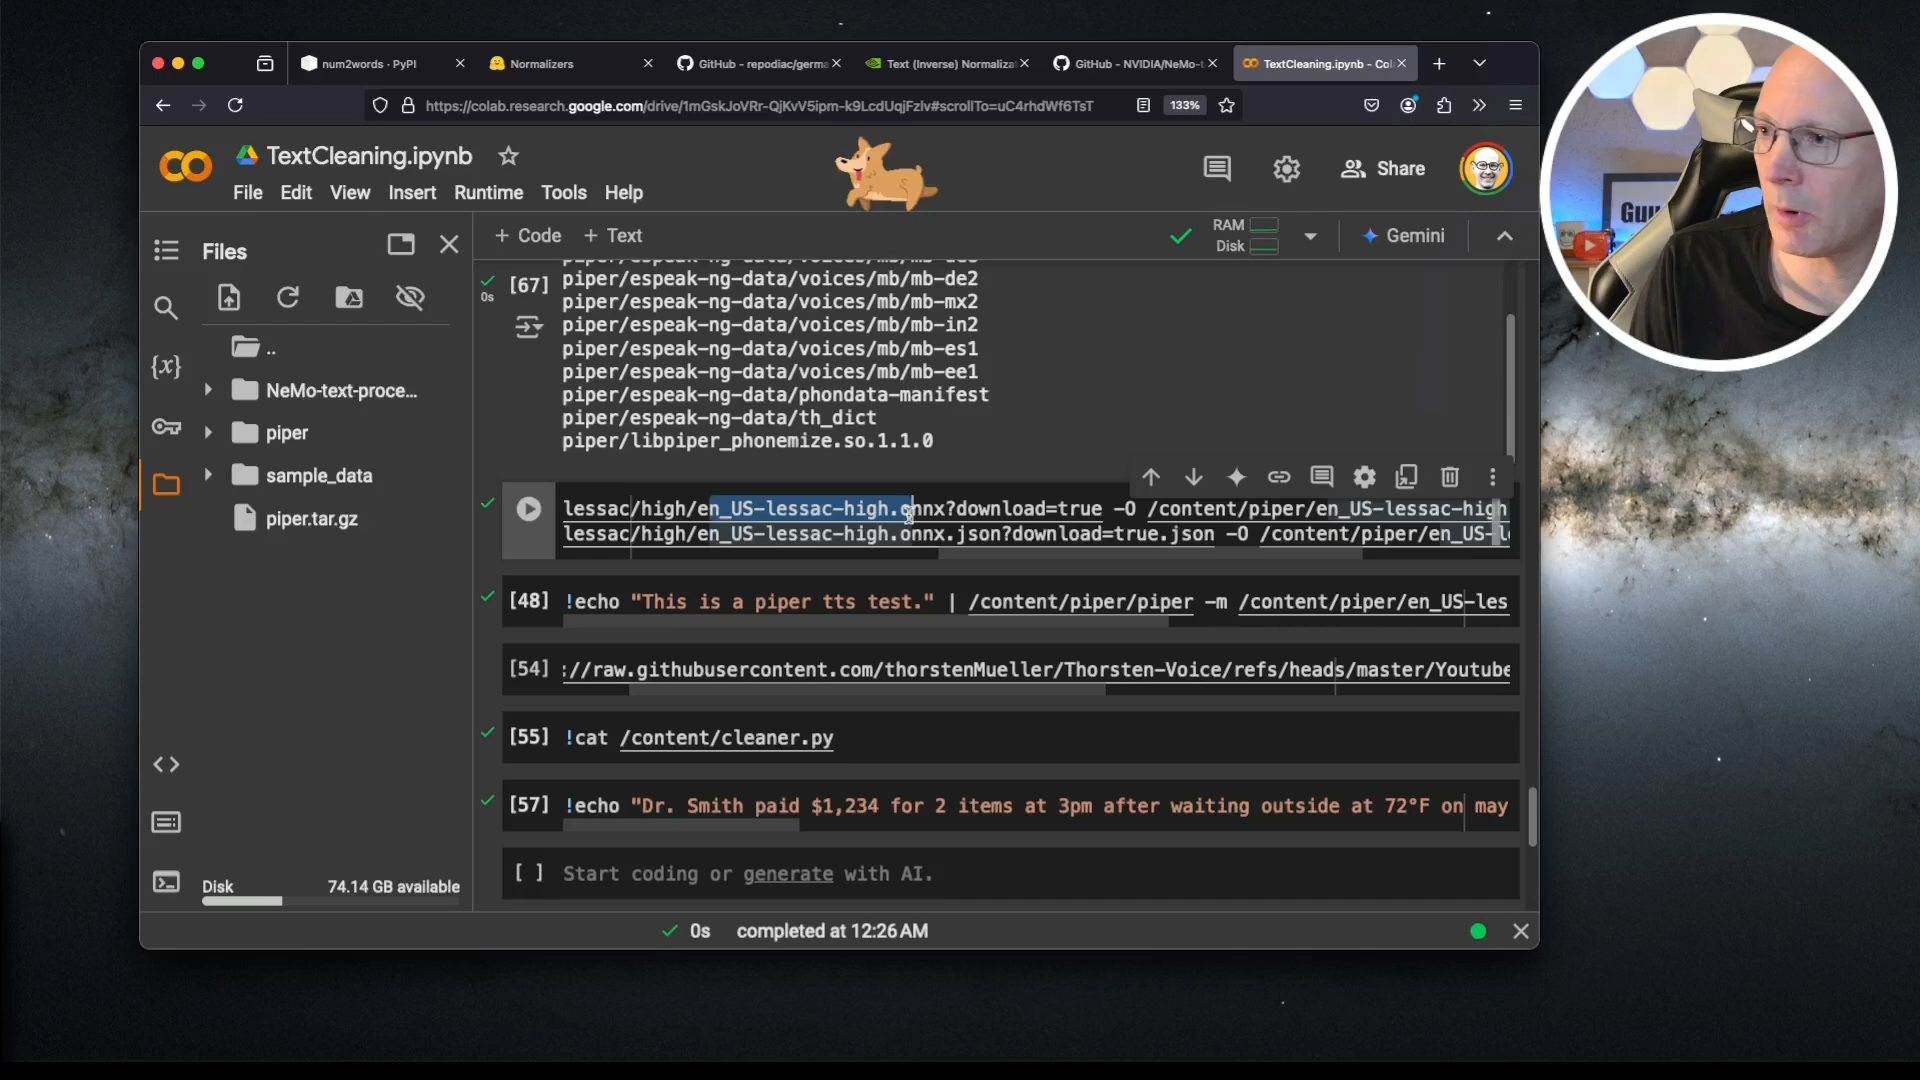 num2words · PyPI
Normalizers
GitHub - repodiac/germa
Text (Inverse) Normaliza
GitHub - NVIDIA/NeMo-t
TextCleaning.ipynb - Col
https://colab.research.google.com/drive/1mGskJoVRr-QjKvV5ipm-k9LcdUqjFzlv#scrollTo=uC4rhdWf6TsT
133%
TextCleaning.ipynb
File Edit View Insert Runtime Tools Help
Share
+ Code + Text
RAM
Disk
Gemini
Files
..
NeMo-text-proce...
piper
sample_data
piper.tar.gz
Disk 74.14 GB available
0s
[67]
piper/espeak-ng-data/voices/mb/mb-de2
piper/espeak-ng-data/voices/mb/mb-mx2
piper/espeak-ng-data/voices/mb/mb-in2
piper/espeak-ng-data/voices/mb/mb-es1
piper/espeak-ng-data/voices/mb/mb-ee1
piper/espeak-ng-data/phondata-manifest
piper/espeak-ng-data/th_dict
piper/libpiper_phonemize.so.1.1.0
lessac/high/en_US-lessac-high.onnx?download=true -O /content/piper/en_US-lessac-high
lessac/high/en_US-lessac-high.onnx.json?download=true.json -O /content/piper/en_US-l
[48] !echo "This is a piper tts test." | /content/piper/piper -m /content/piper/en_US-les
[54] ://raw.githubusercontent.com/thorstenMueller/Thorsten-Voice/refs/heads/master/Youtube
[55] !cat /content/cleaner.py
[57] !echo "Dr. Smith paid $1,234 for 2 items at 3pm after waiting outside at 72°F on may
[ ] Start coding or generate with AI.
0s completed at 12:26 AM